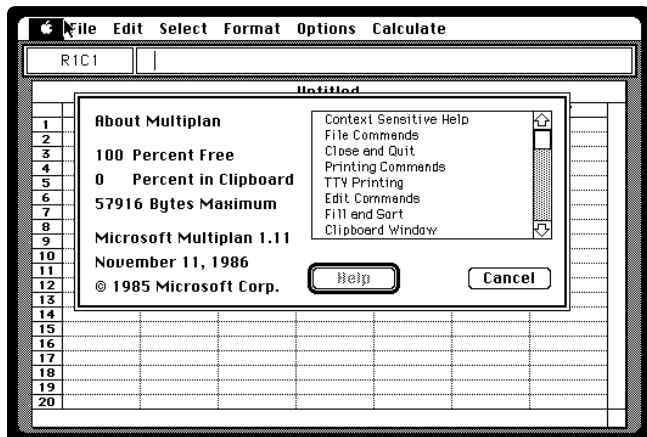 File Edit Select Format Options Calculate
R1C1
Untitled
About Multiplan
100 Percent Free
0 Percent in Clipboard
57916 Bytes Maximum
Microsoft Multiplan 1.11
November 11, 1986
© 1985 Microsoft Corp.
Context Sensitive Help
File Commands
Close and Quit
Printing Commands
TTY Printing
Edit Commands
Fill and Sort
Clipboard Window
Help
Cancel
1
2
3
4
5
6
7
8
9
10
11
12
13
14
15
16
17
18
19
20